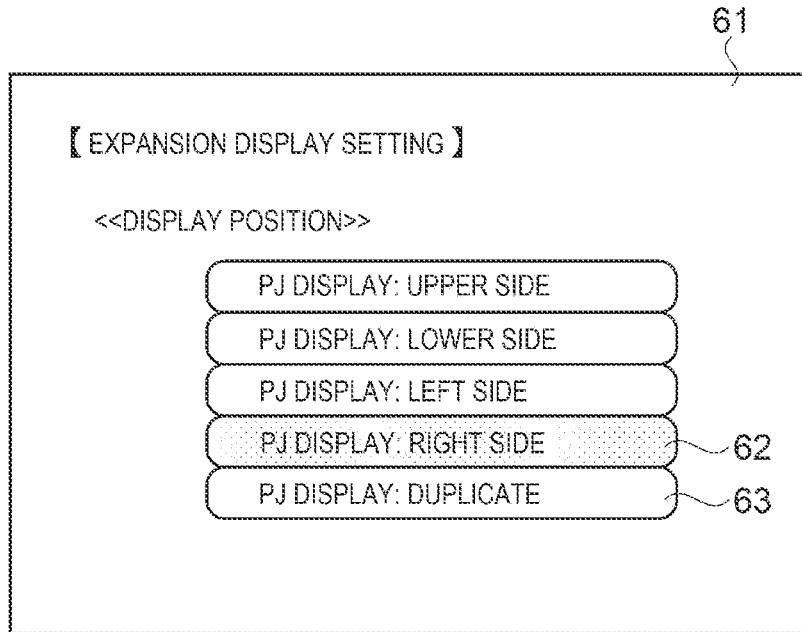 61
【 EXPANSION DISPLAY SETTING 】
<<DISPLAY POSITION>>
PJ DISPLAY: UPPER SIDE
PJ DISPLAY: LOWER SIDE
PJ DISPLAY: LEFT SIDE
PJ DISPLAY: RIGHT SIDE 62
PJ DISPLAY: DUPLICATE 63